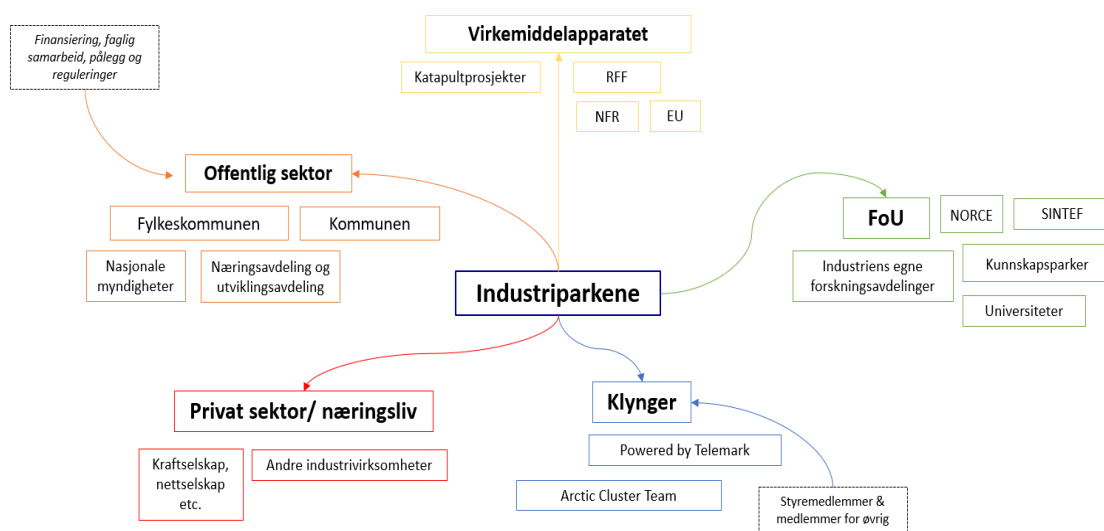 Finansiering, faglig
samarbeid, pålegg og
reguleringer
Virkemiddelapparatet
Katapultprosjekter
RFF
NFR
EU
Offentlig sektor
Fylkeskommunen
Kommunen
Nasjonale
myndigheter
Næringsavdeling og
utviklingsavdeling
FoU
NORCE
SINTEF
Industriens egne
forskningsavdelinger
Kunnskapsparker
Universiteter
Industriparkene
Privat sektor/ næringsliv
Kraftselskap,
nettselskap
etc.
Andre industrivirksomheter
Klynger
Powered by Telemark
Arctic Cluster Team
Styremedlemmer &
medlemmer for øvrig